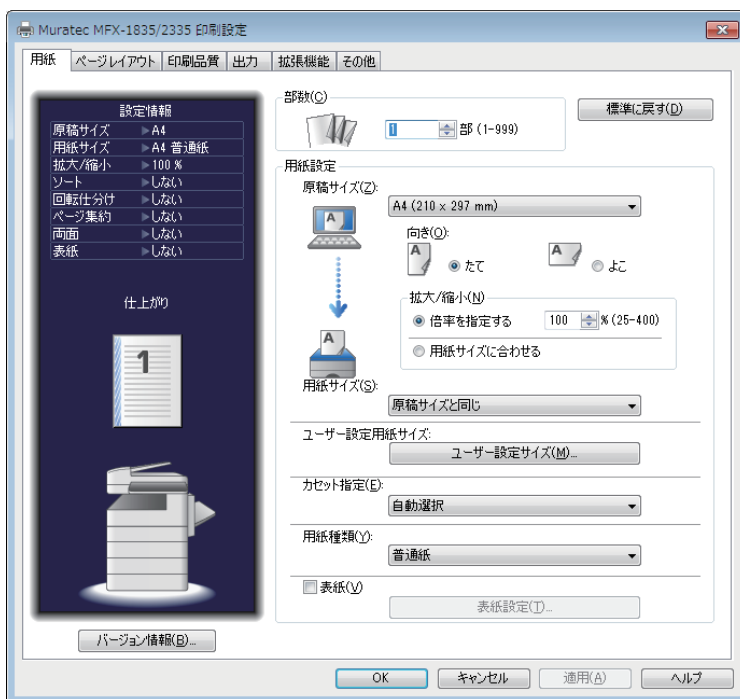 Muratec MFX-1835/2335 印刷設定
用紙 ページレイアウト 印刷品質 出力 拡張機能 その他
設定情報
原稿サイズ A4
用紙サイズ A4 普通紙
拡大/縮小 100 %
ソート しない
回転仕分け しない
ページ集約 しない
両面 しない
表紙 しない
仕上がり
1
バージョン情報(B)...
部数(C)
1 部 (1-999)
標準に戻す(D)
用紙設定
原稿サイズ(Z):
A4 (210 x 297 mm)
A
向き(O):
A たて A よこ
拡大/縮小(N)
倍率を指定する 100 % (25-400)
用紙サイズに合わせる
A
用紙サイズ(S):
原稿サイズと同じ
ユーザー設定用紙サイズ:
ユーザー設定サイズ(M)...
カセット指定(E):
自動選択
用紙種類(Y):
普通紙
表紙(V)
表紙設定(T)...
OK キャンセル 適用(A) ヘルプ